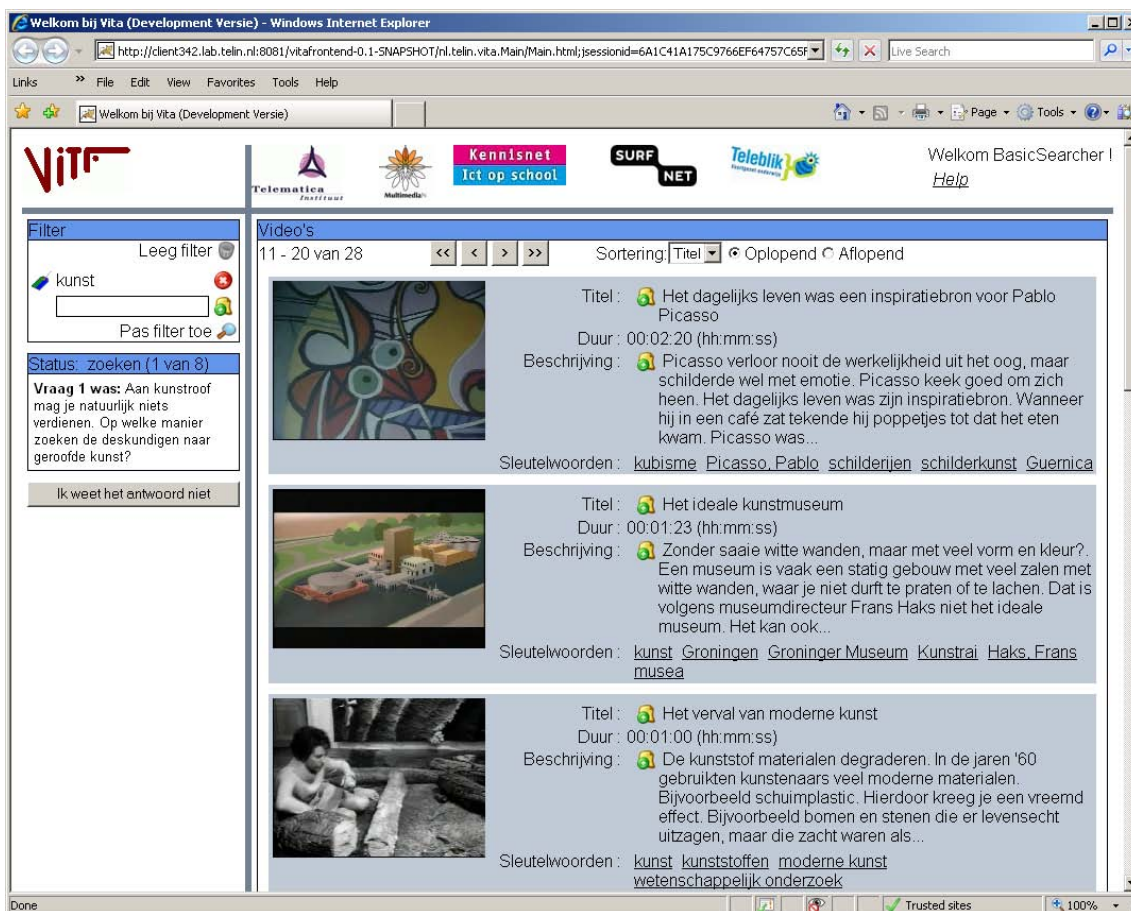 Welkom bij Vita (Development Versie) - Windows Internet Explorer
http://client342.lab.telin.nl:8081/vitafrontend-0.1-SNAPSHOT/nl.telin.vita.Main/Main.html;jsessionid=6A1C41A175C9766EF64757C65F
Live Search
Links » File Edit View Favorites Tools Help
Welkom bij Vita (Development Versie)
Page Tools
ViTa
Telematica
Instituut
Multimedia
Kennisnet
Ict op school
SURF
NET
Teleblik
Welkom BasicSearcher !
Help
Filter
Leeg filter
kunst
Pas filter toe
Status: zoeken (1 van 8)
Vraag 1 was: Aan kunstroof
mag je natuurlijk niets
verdienen. Op welke manier
zoeken de deskundigen naar
geroofde kunst?
Ik weet het antwoord niet
Video's
11 - 20 van 28 << < > >> Sortering: Titel Oplopend Aflopend
Titel : Het dagelijks leven was een inspiratiebron voor Pablo
Picasso
Duur : 00:02:20 (hh:mm:ss)
Beschrijving : Picasso verloor nooit de werkelijkheid uit het oog, maar
schilderde wel met emotie. Picasso keek goed om zich
heen. Het dagelijks leven was zijn inspiratiebron. Wanneer
hij in een café zat tekende hij poppetjes tot dat het eten
kwam. Picasso was...
Sleutelwoorden : kubisme Picasso, Pablo schilderijen schilderkunst Guernica
Titel : Het ideale kunstmuseum
Duur : 00:01:23 (hh:mm:ss)
Beschrijving : Zonder saaie witte wanden, maar met veel vorm en kleur?.
Een museum is vaak een statig gebouw met veel zalen met
witte wanden, waar je niet durft te praten of te lachen. Dat is
volgens museumdirecteur Frans Haks niet het ideale
museum. Het kan ook...
Sleutelwoorden : kunst Groningen Groninger Museum Kunstrai Haks, Frans
musea
Titel : Het verval van moderne kunst
Duur : 00:01:00 (hh:mm:ss)
Beschrijving : De kunststof materialen degraderen. In de jaren '60
gebruikten kunstenaars veel moderne materialen.
Bijvoorbeeld schuimplastic. Hierdoor kreeg je een vreemd
effect. Bijvoorbeeld bomen en stenen die er levensecht
uitzagen, maar die zacht waren als...
Sleutelwoorden : kunst kunststoffen moderne kunst
wetenschappelijk onderzoek
Done
Trusted sites 100%